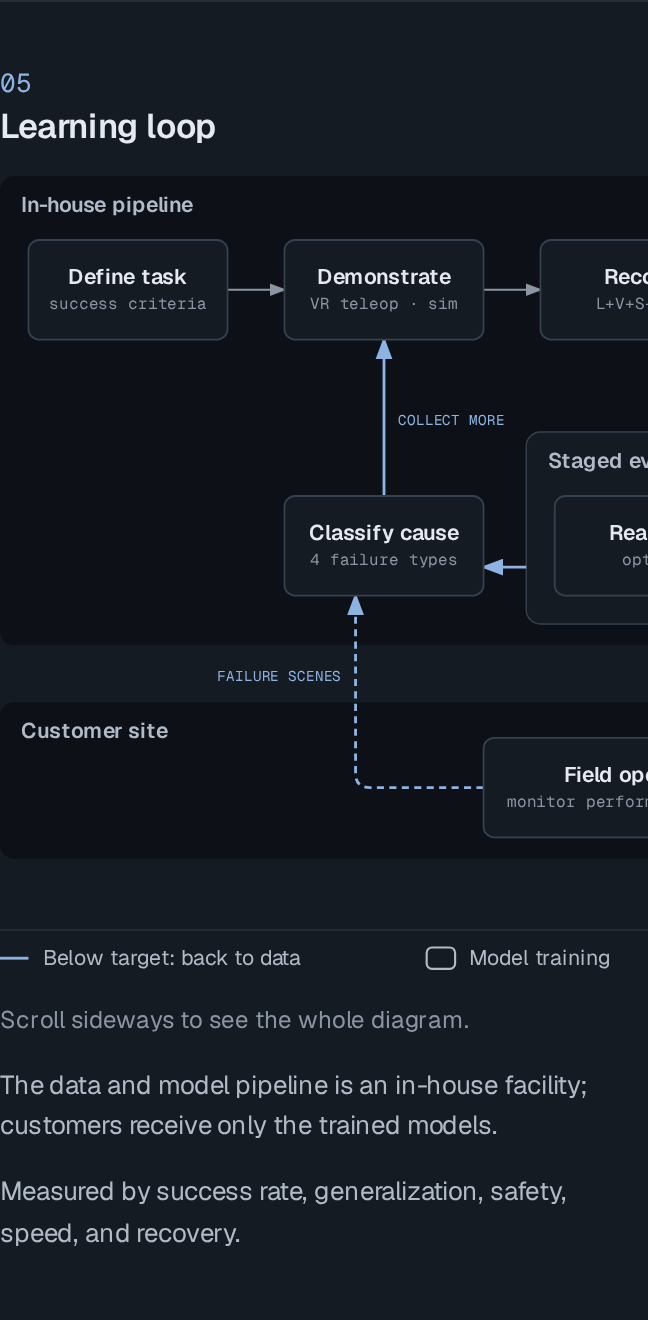 05
Learning loop
In-house pipeline
Define task
success criteria
Demonstrate
VR teleop · sim
COLLECT MORE
Classify cause
4 failure types
FAILURE SCENES
Customer site
Below target: back to data
Model training
Scroll sideways to see the whole diagram.
The data and model pipeline is an in-house facility;
customers receive only the trained models.
Measured by success rate, generalization, safety,
speed, and recovery.
Staged
Field
monitor